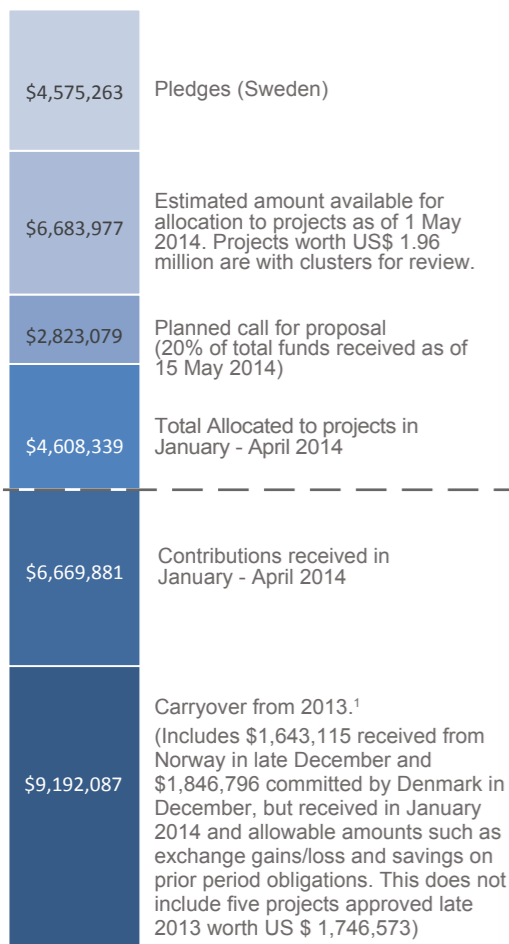 $4,575,263
Pledges (Sweden)
$6,683,977
Estimated amount available for
allocation to projects as of 1 May
2014. Projects worth US$ 1.96
million are with clusters for review.
$2,823,079
Planned call for proposal
(20% of total funds received as of
15 May 2014)
$4,608,339
Total Allocated to projects in
January - April 2014
$6,669,881
Contributions received in
January - April 2014
$9,192,087
Carryover from 2013.¹
(Includes $1,643,115 received from
Norway in late December and
$1,846,796 committed by Denmark in
December, but received in January
2014 and allowable amounts such as
exchange gains/loss and savings on
prior period obligations. This does not
include five projects approved late
2013 worth US $ 1,746,573)